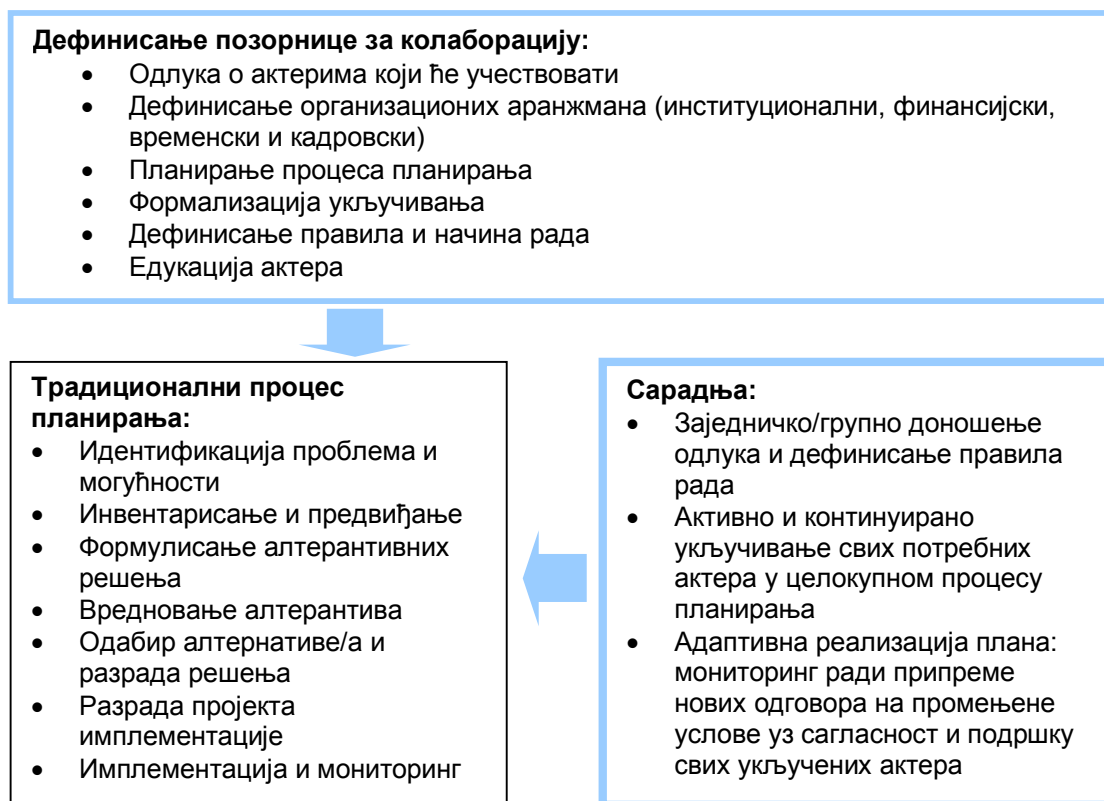 Дефинисање позорнице за колаборацију:
• Одлука о актерима који ће учествовати
• Дефинисање организационих аранжмана (институционални, финансијски,
временски и кадровски)
• Планирање процеса планирања
• Формализација укључивања
• Дефинисање правила и начина рада
• Едукација актера
Традиционални процес
планирања:
• Идентификација проблема и
могућности
• Инвентарисање и предвиђање
• Формулисање алтерантивних
решења
• Вредновање алтерантива
• Одабир алтернативе/а и
разрада решења
• Разрада пројекта
имплементације
• Имплементација и мониторинг
Сарадња:
• Заједничко/групно доношење
одлука и дефинисање правила
рада
• Активно и континуирано
укључивање свих потребних
актера у целокупном процесу
планирања
• Адаптивна реализација плана:
мониторинг ради припреме
нових одговора на промењене
услове уз сагласност и подршку
свих укључених актера